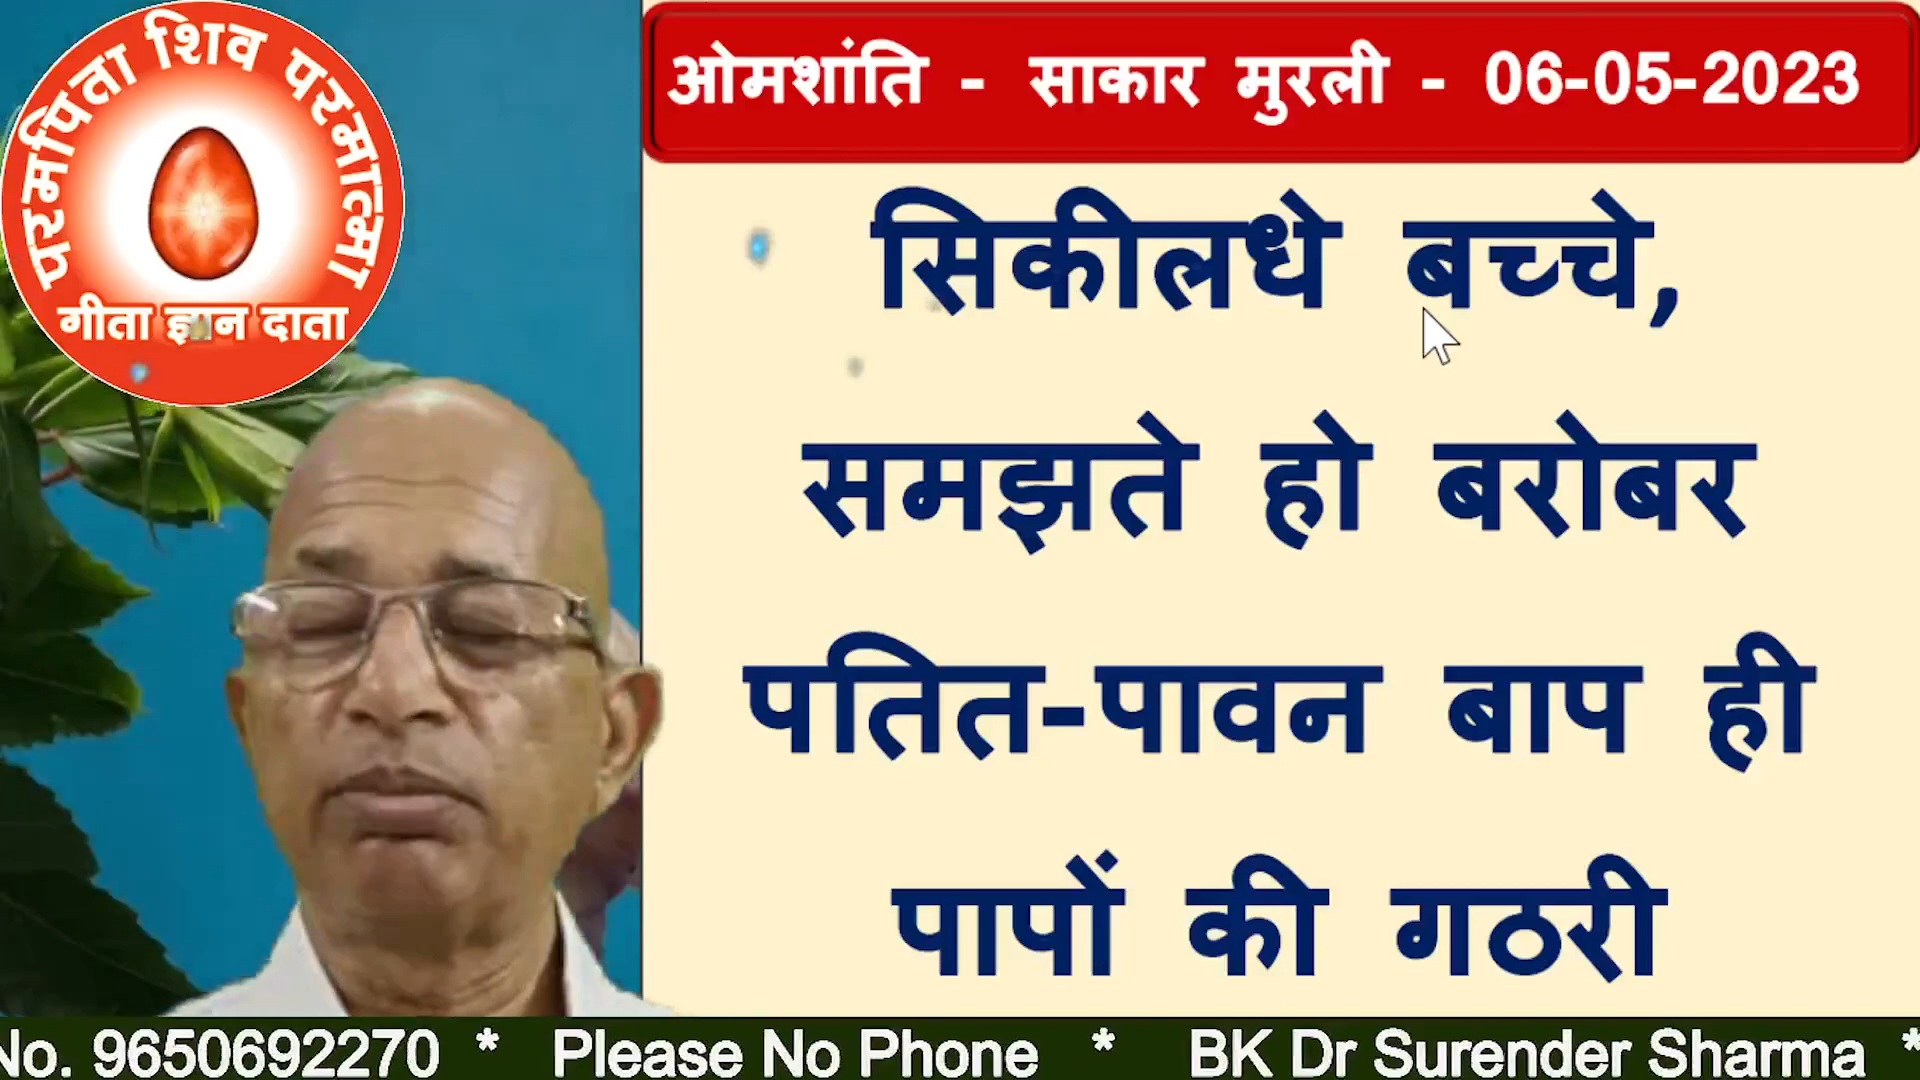 परमपिता शिव परमात्मा
गीता ज्ञान दाता
ओमशांति - साकार मुरली - 06-05-2023
सिकीलधे बच्चे,
समझते हो बरोबर
पतित-पावन बाप ही
पापों की गठरी
No. 9650692270 * Please No Phone * BK Dr Surender Sharma *